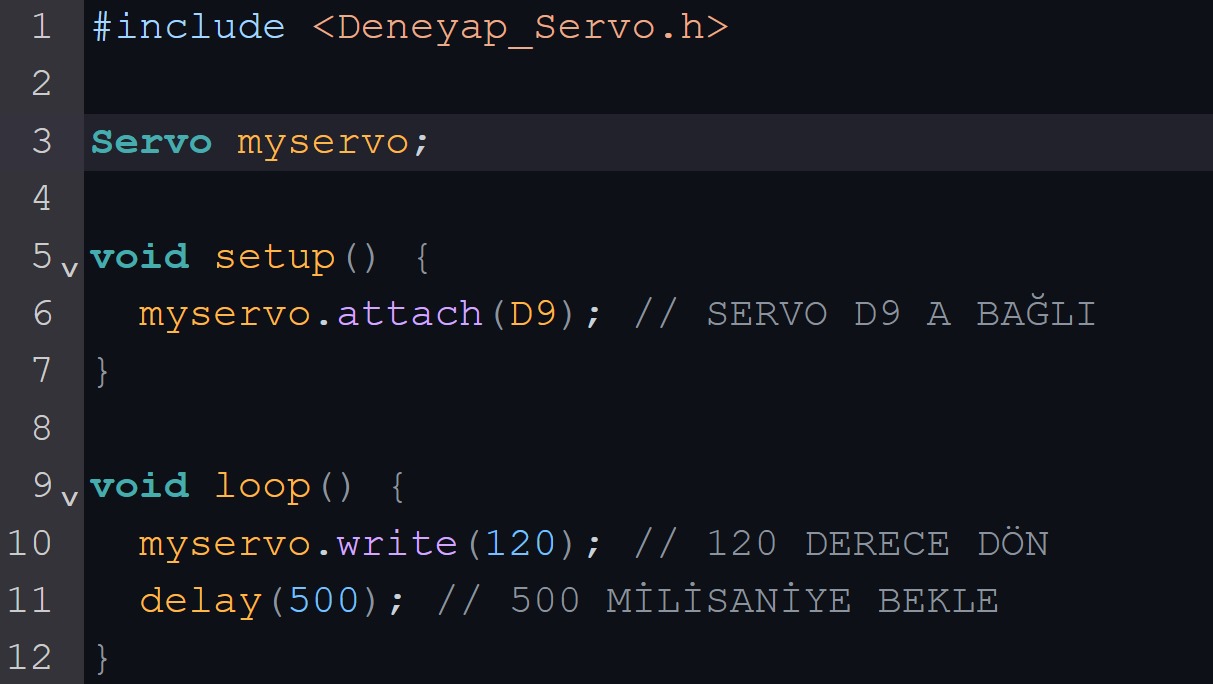 1 #include <Deneyap_Servo.h>
2
3 Servo myservo;
4
5 void setup() {
6 myservo.attach(D9); // SERVO D9 A BAĞLI
7 }
8
9 void loop() {
10 myservo.write(120); // 120 DERECE DÖN
11 delay(500); // 500 MİLİSANİYE BEKLE
12 }